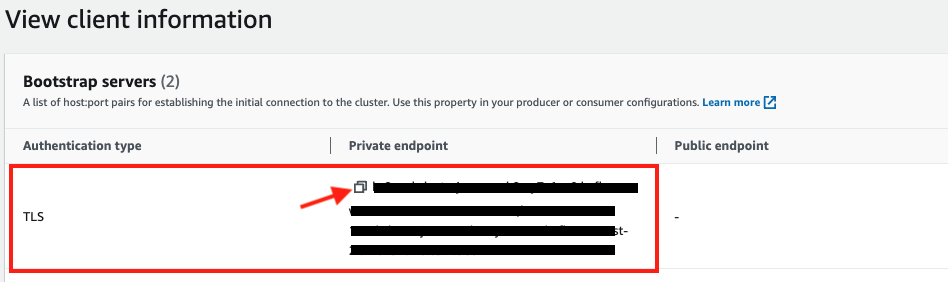 View client information
Bootstrap servers (2)
A list of host:port pairs for establishing the initial connection to the cluster. Use this property in your producer or consumer configurations. Learn more
Authentication type Private endpoint Public endpoint
TLS -
st-